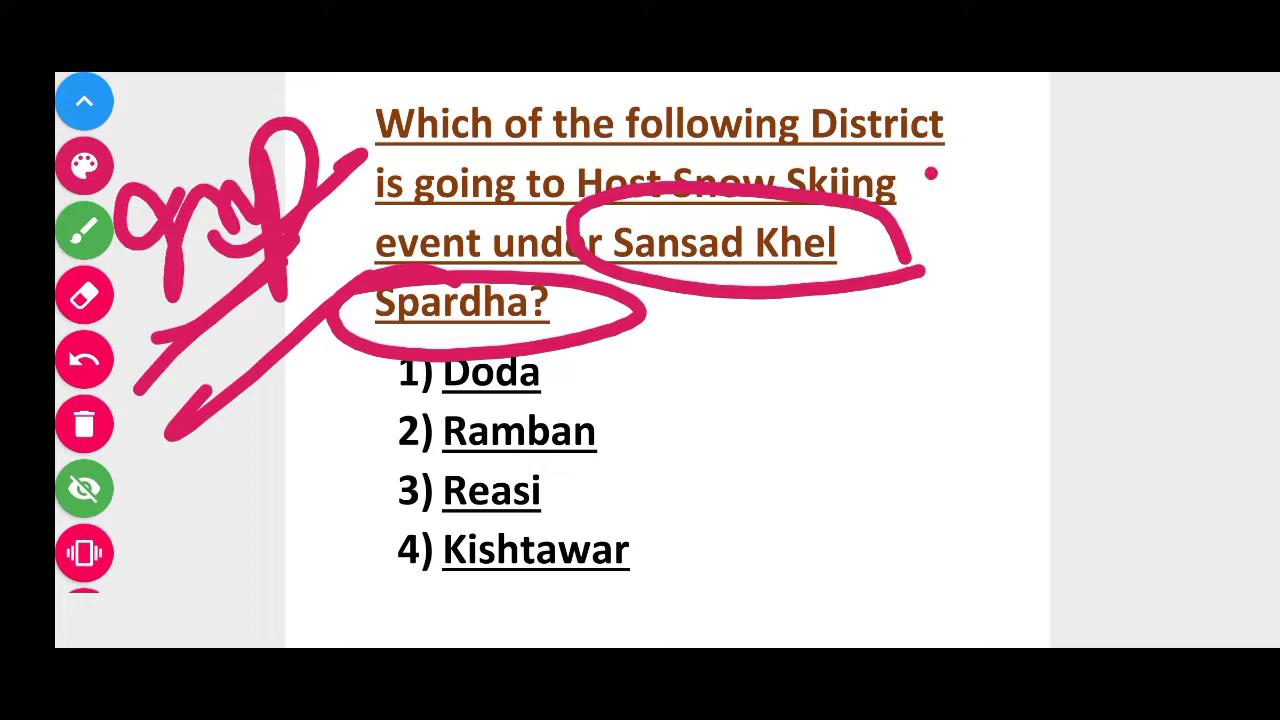 Which of the following District
is going to Host Snow Skiing
event under Sansad Khel
Spardha?
1) Doda
2) Ramban
3) Reasi
4) Kishtawar